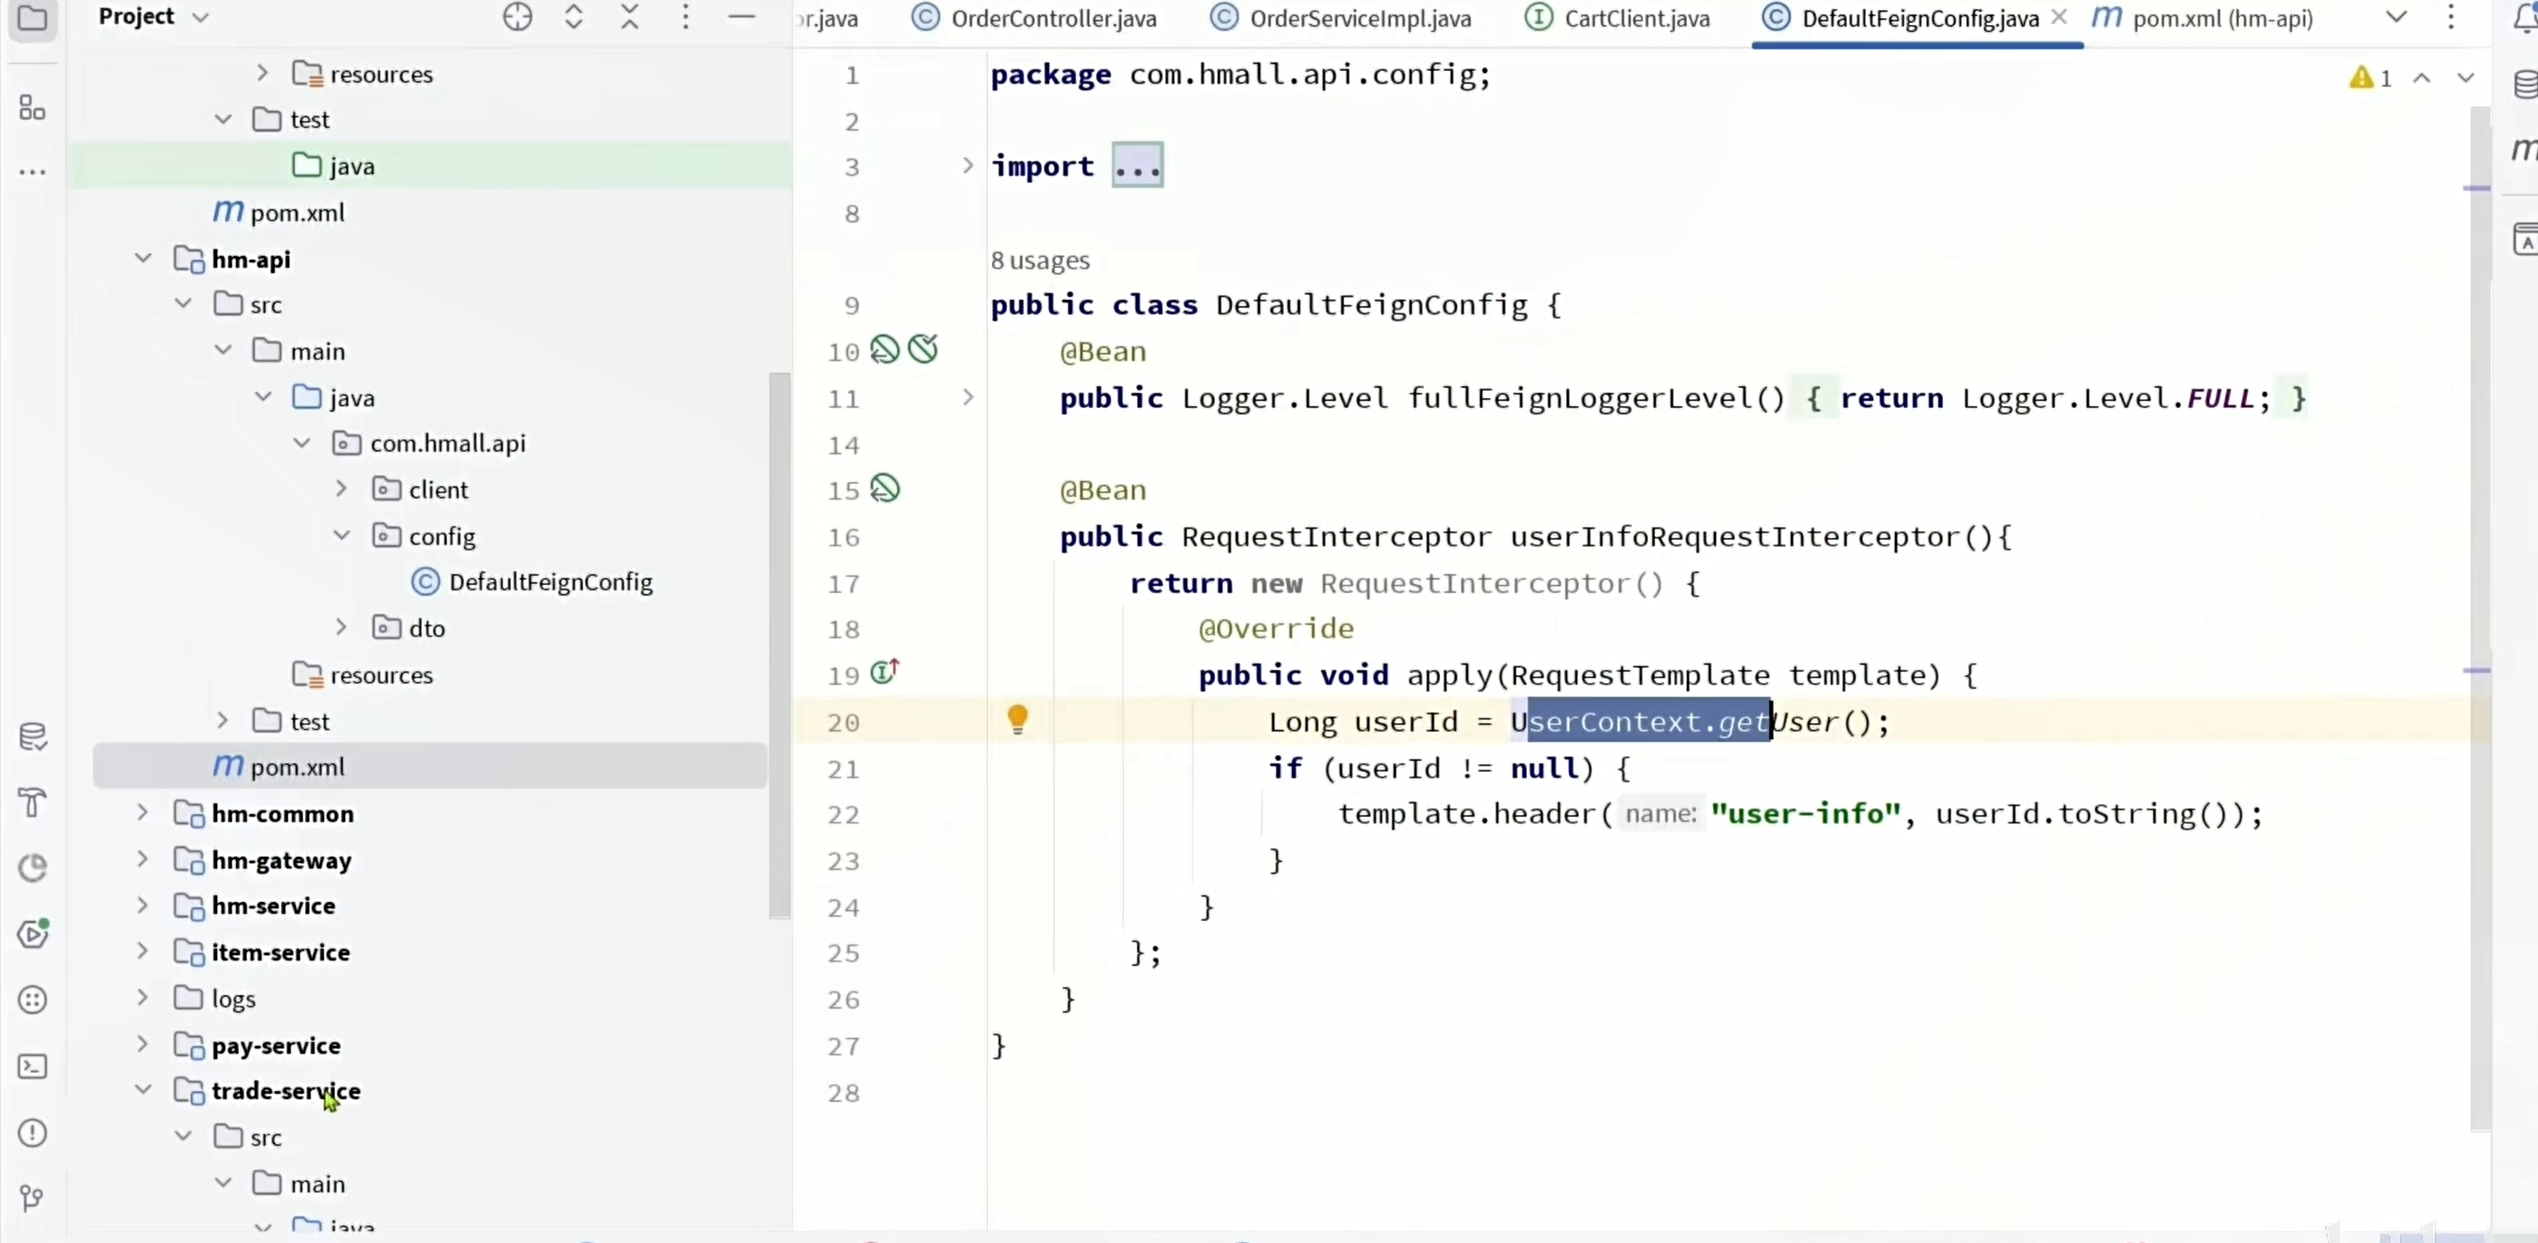 Project
or.java
OrderController.java
OrderServiceImpl.java
CartClient.java
DefaultFeignConfig.java
pom.xml (hm-api)
resources
test
java
pom.xml
hm-api
src
main
java
com.hmall.api
client
config
DefaultFeignConfig
dto
resources
test
pom.xml
hm-common
hm-gateway
hm-service
item-service
logs
pay-service
trade-service
src
main
java
1 package com.hmall.api.config;
2
3 import ...
8
8 usages
9 public class DefaultFeignConfig {
10 @Bean
11 public Logger.Level fullFeignLoggerLevel() { return Logger.Level.FULL; }
14
15 @Bean
16 public RequestInterceptor userInfoRequestInterceptor(){
17 return new RequestInterceptor() {
18 @Override
19 public void apply(RequestTemplate template) {
20 Long userId = UserContext.getUser();
21 if (userId != null) {
22 template.header( name: "user-info", userId.toString());
23 }
24 }
25 };
26 }
27 }
28
1